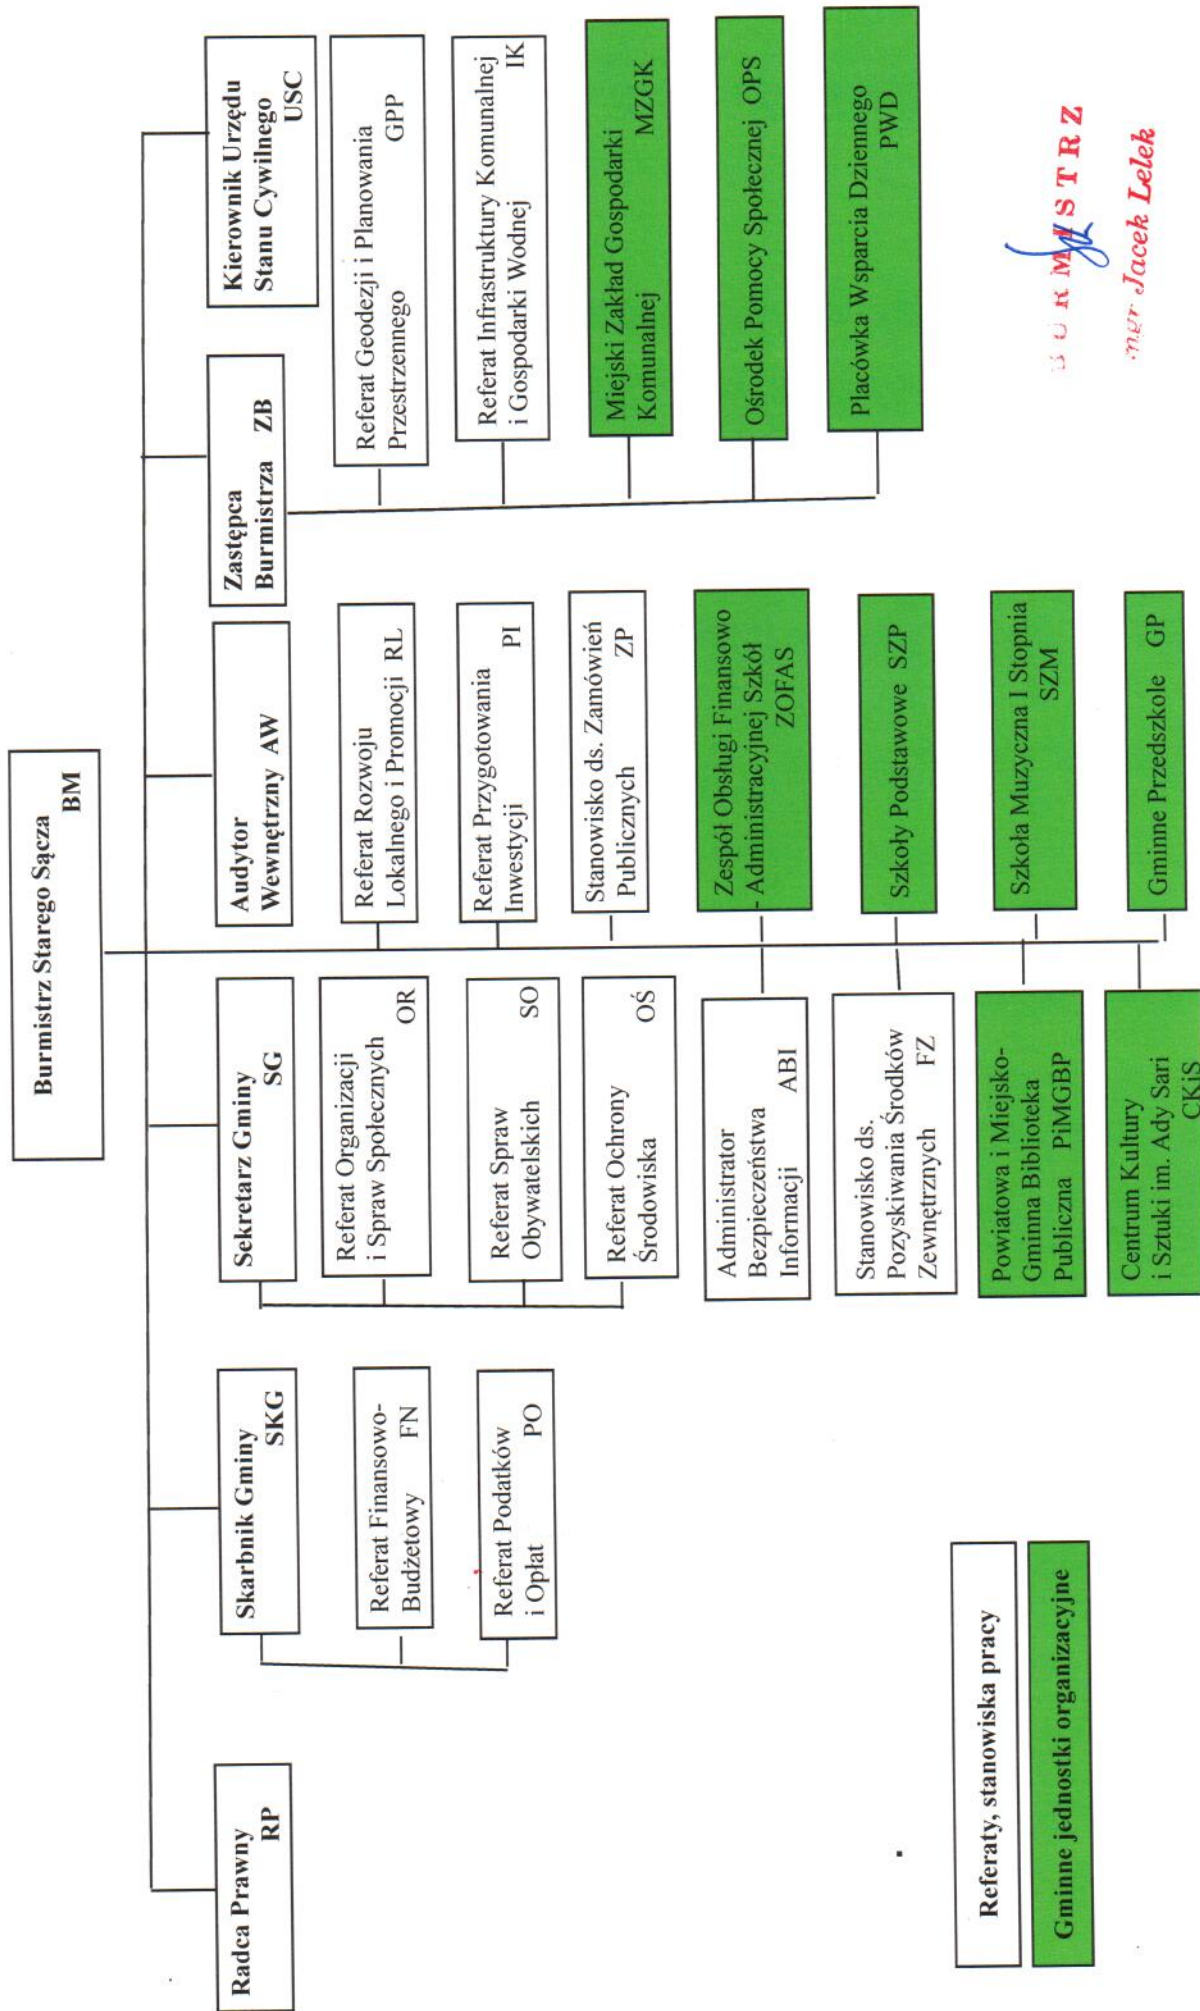 Burmistrz Starego Sącza
BM
Radca Prawny
RP
Skarbnik Gminy
SKG
Referat Finansowo-
Budżetowy FN
Referat Podatków
i Opłat PO
Sekretarz Gminy
SG
Referat Organizacji
i Spraw Społecznych
OR
Referat Spraw
Obywatelskich SO
Referat Ochrony
Środowiska OŚ
Administrator
Bezpieczeństwa
Informacji ABI
Stanowisko ds.
Pozyskiwania Środków
Zewnętrznych FZ
Powiatowa i Miejsko-
Gminna Biblioteka
Publiczna PiMGBP
Centrum Kultury
i Sztuki im. Ady Sari
CKiS
Audytor
Wewnętrzny AW
Referat Rozwoju
Lokalnego i Promocji RL
Referat Przygotowania
Inwestycji PI
Stanowisko ds. Zamówień
Publicznych ZP
Zespół Obsługi Finansowo
- Administracyjnej Szkół
ZOFAS
Szkoły Podstawowe SZP
Szkoła Muzyczna I Stopnia
SZM
Gminne Przedszkole GP
Zastępca
Burmistrza ZB
Kierownik Urzędu
Stanu Cywilnego
USC
Referat Geodezji i Planowania
Przestrzennego GPP
Referat Infrastruktury Komunalnej
i Gospodarki Wodnej IK
Miejski Zakład Gospodarki
Komunalnej MZGK
Ośrodek Pomocy Społecznej OPS
Placówka Wsparcia Dziennego
PWD
Referaty, stanowiska pracy
Gminne jednostki organizacyjne
BURMISTRZ
mgr Jacek Lelek